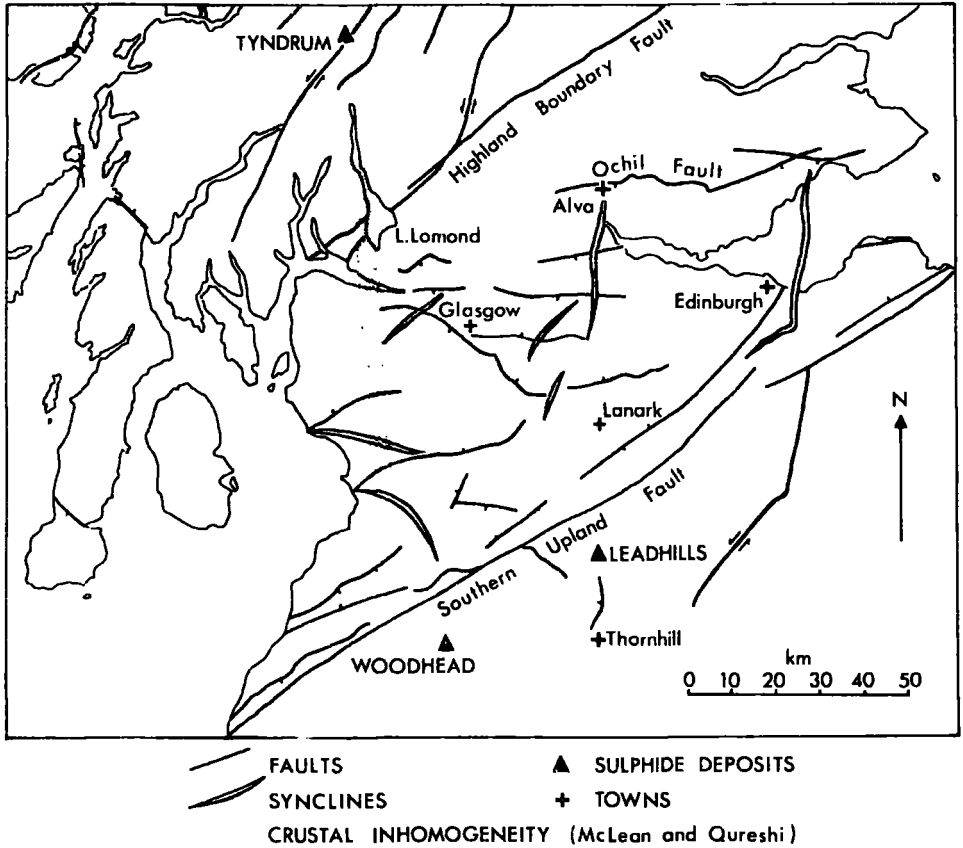 TYNDRUM
Highland Boundary Fault
Ochil Fault
Alva
L.Lomond
Glasgow
Edinburgh
Lanark
N
Southern Upland Fault
LEADHILLS
Thornhill
WOODHEAD
km
0 10 20 30 40 50
FAULTS
SULPHIDE DEPOSITS
SYNCLINES
TOWNS
CRUSTAL INHOMOGENEITY (McLean and Qureshi)